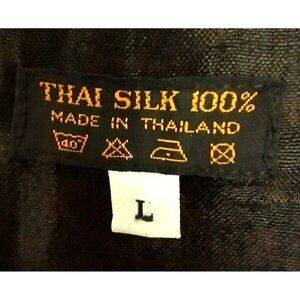 THAI SILK 100%
MADE IN THAILAND
40°
L